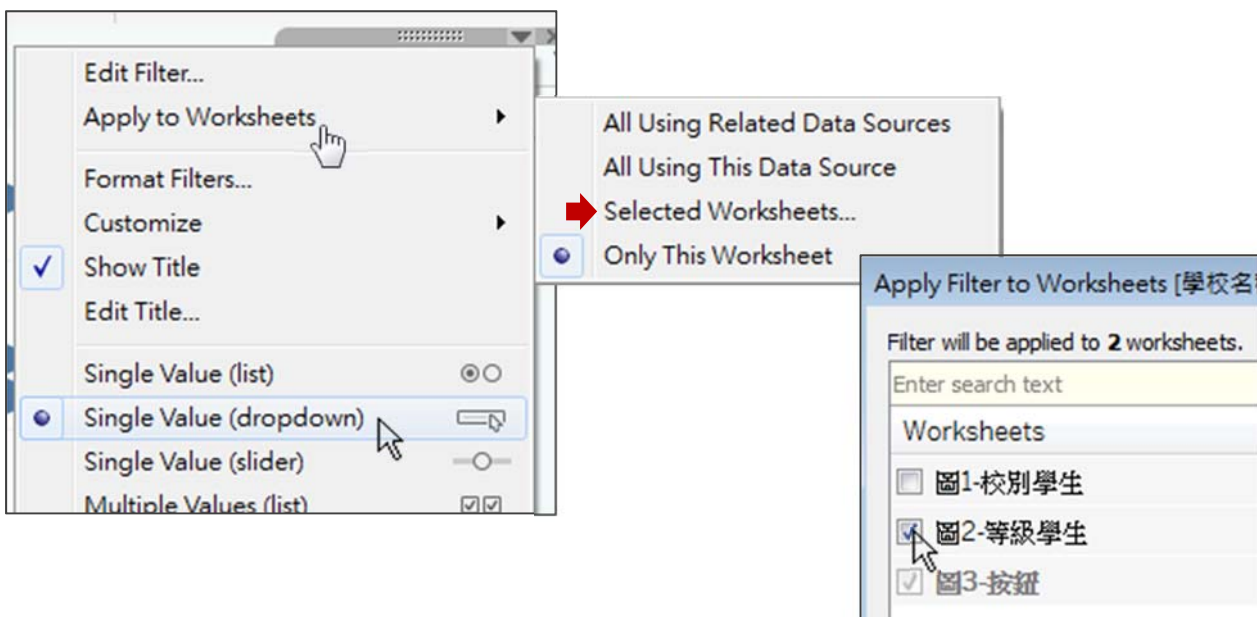 Edit Filter...
Apply to Worksheets
Format Filters...
Customize
Show Title
Edit Title...
Single Value (list)
Single Value (dropdown)
Single Value (slider)
Multiple Values (list)
All Using Related Data Sources
All Using This Data Source
Selected Worksheets...
Only This Worksheet
Apply Filter to Worksheets [學校名
Filter will be applied to 2 worksheets.
Enter search text
Worksheets
圖1-校別學生
圖2-等級學生
圖3-按鈕